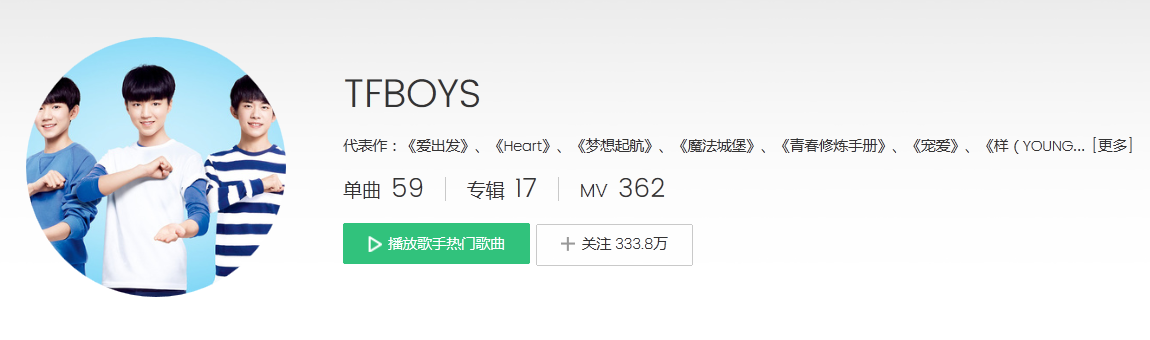 TFBOYS
代表作：《爱出发》、《Heart》、《梦想起航》、《魔法城堡》、《青春修炼手册》、《宠爱》、《样（YOUNG... [更多]
单曲 59 专辑 17 MV 362
播放歌手热门歌曲 关注 333.8万